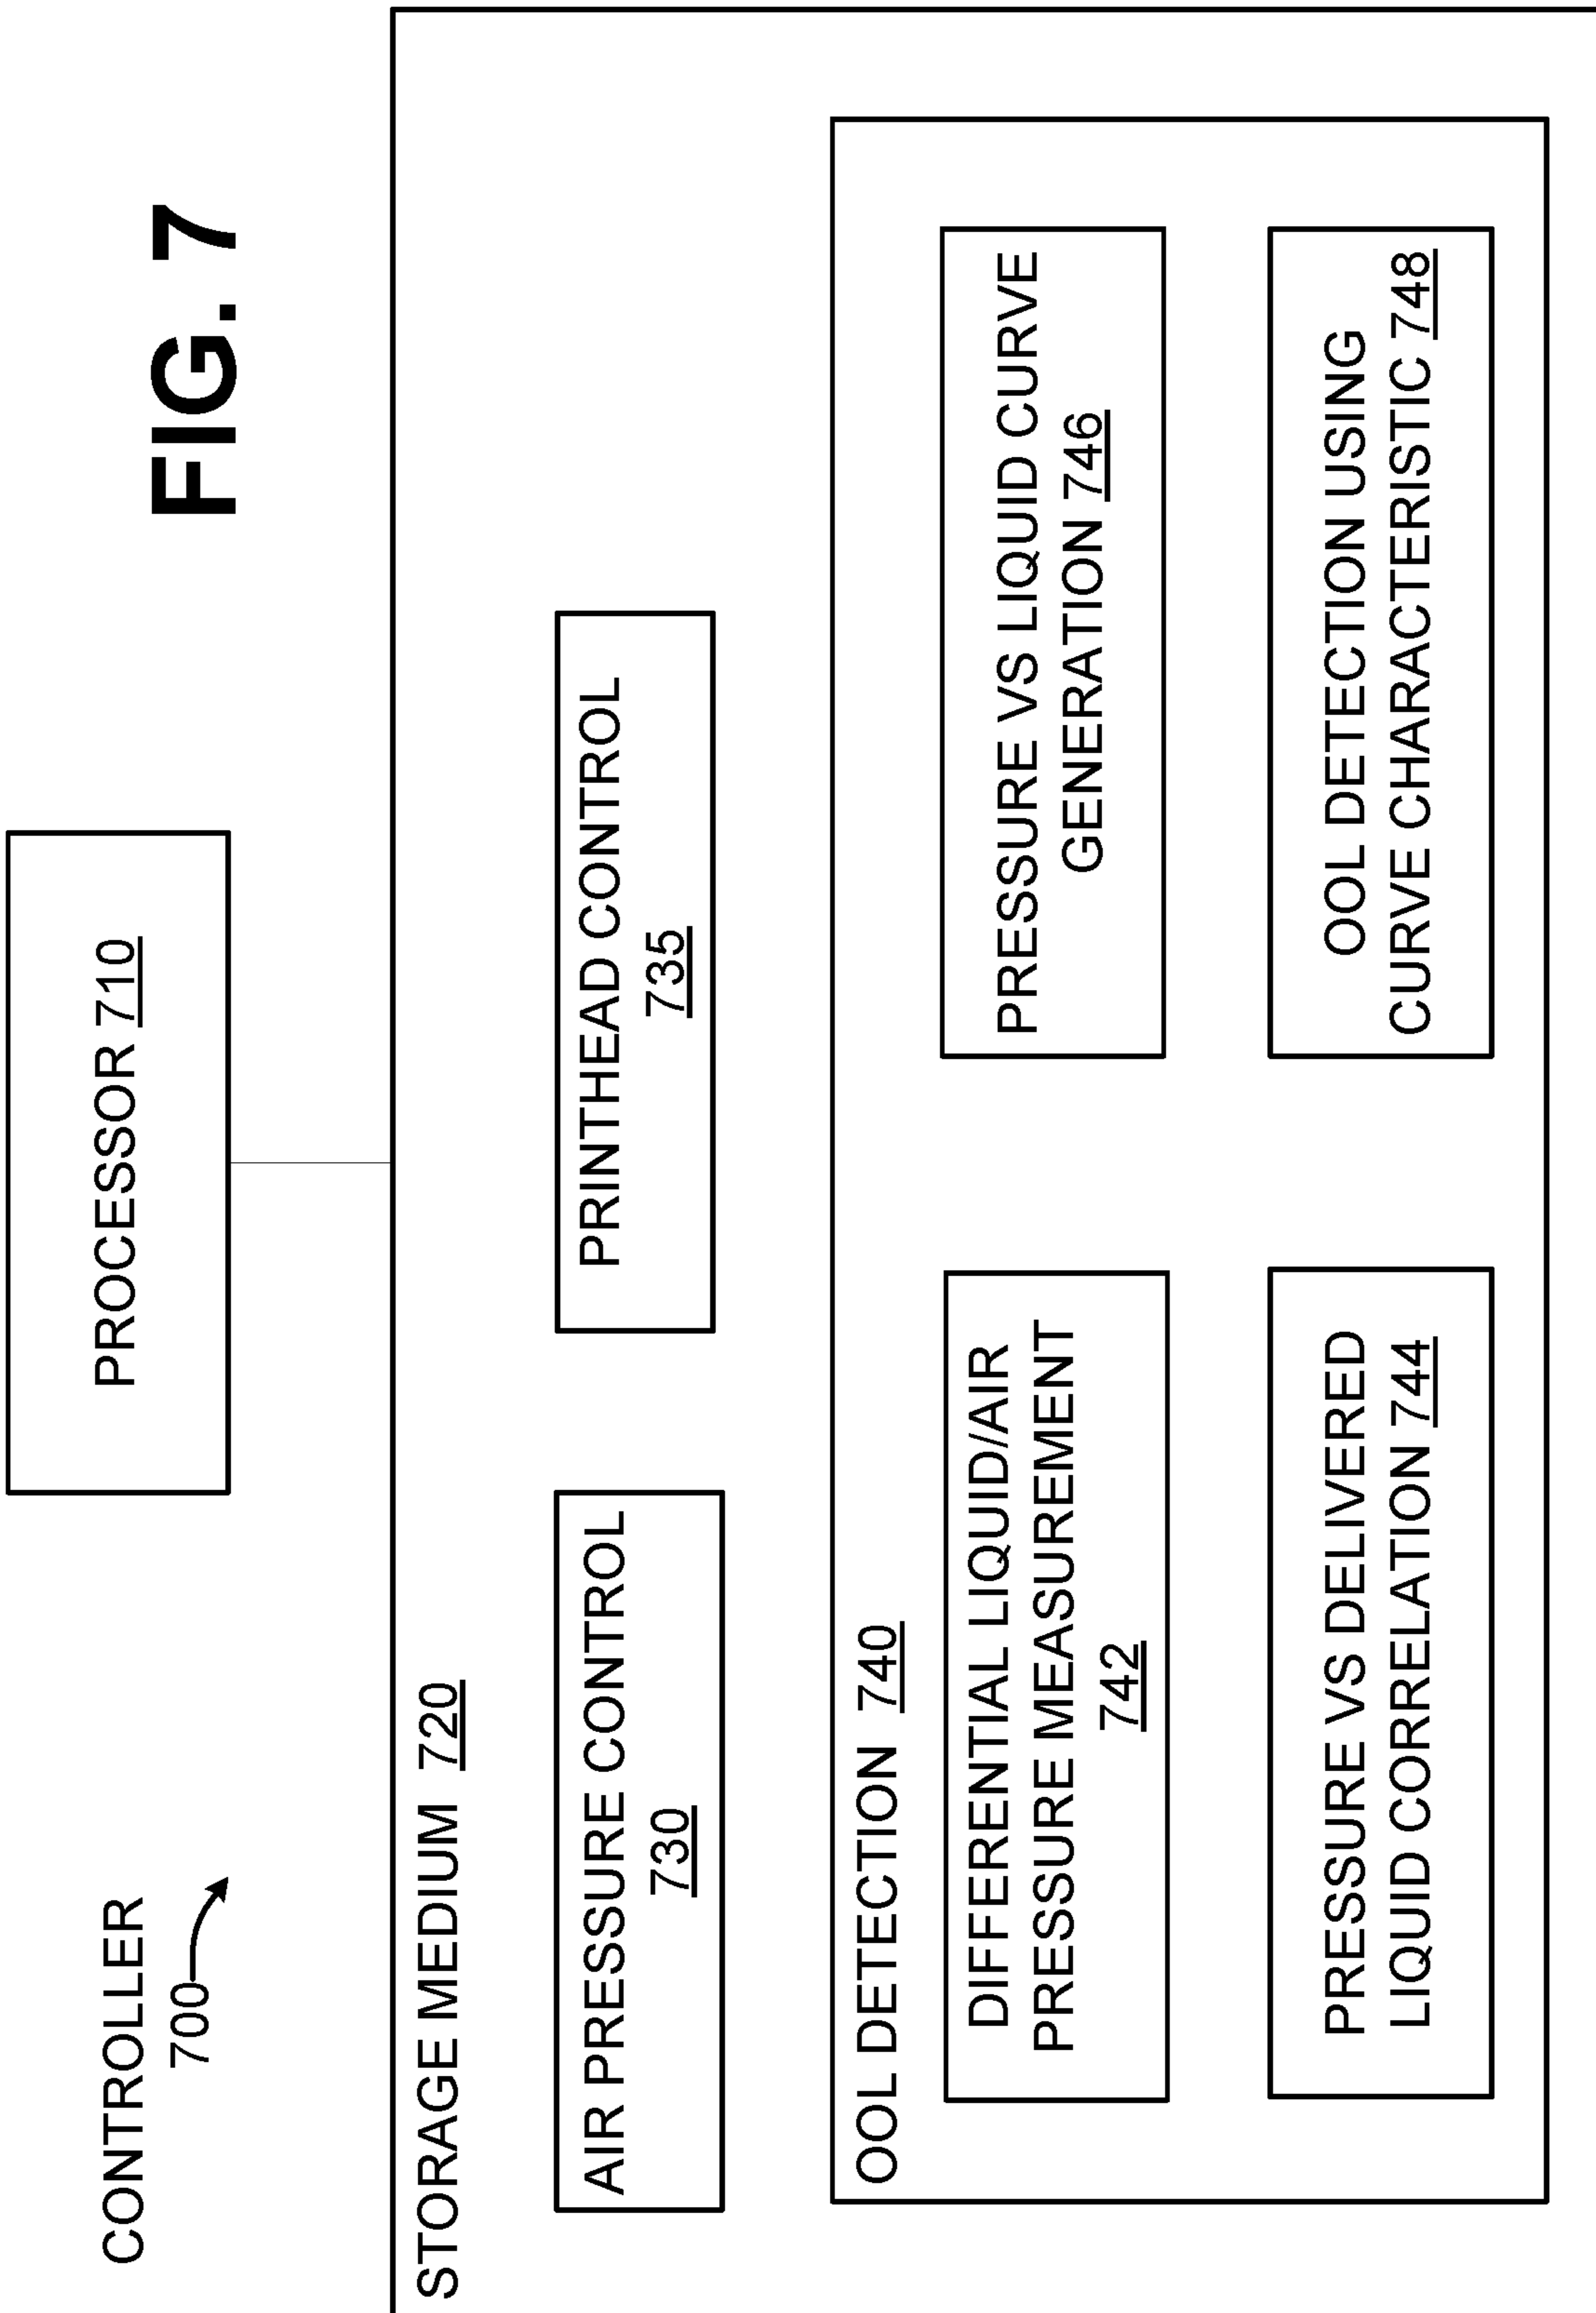 FIG. 7
CONTROLLER
700
PROCESSOR 710
STORAGE MEDIUM 720
AIR PRESSURE CONTROL
730
PRINTHEAD CONTROL
735
OOL DETECTION 740
DIFFERENTIAL LIQUID/AIR
PRESSURE MEASUREMENT
742
PRESSURE VS LIQUID CURVE
GENERATION 746
PRESSURE VS DELIVERED
LIQUID CORRELATION 744
OOL DETECTION USING
CURVE CHARACTERISTIC 748